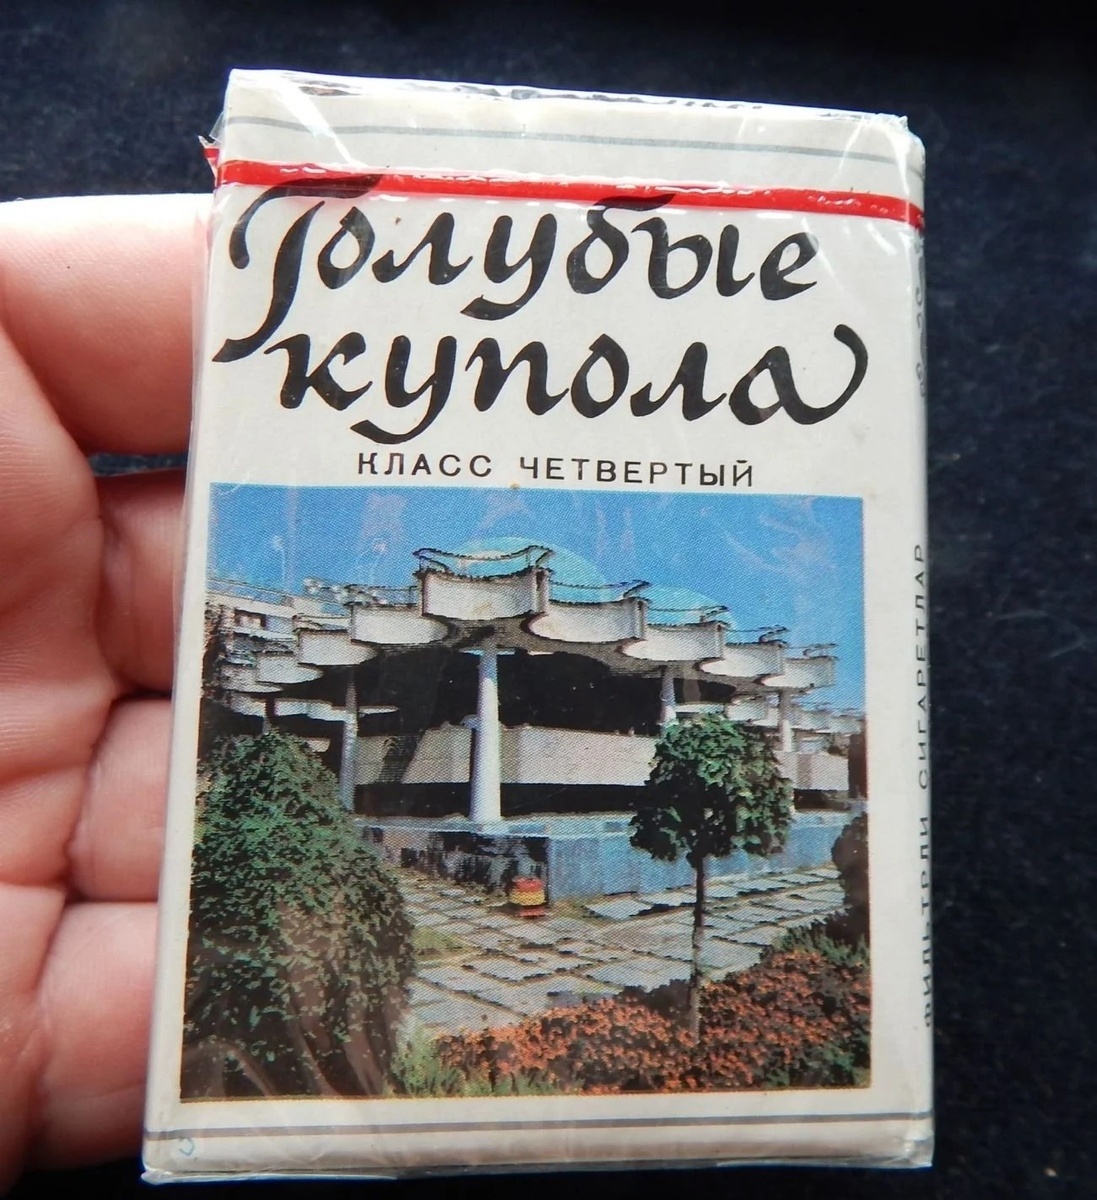 Голубые
купола
КЛАСС ЧЕТВЕРТЫЙ
ФИЛЬТРЛИ СИГАРЕТЛАР